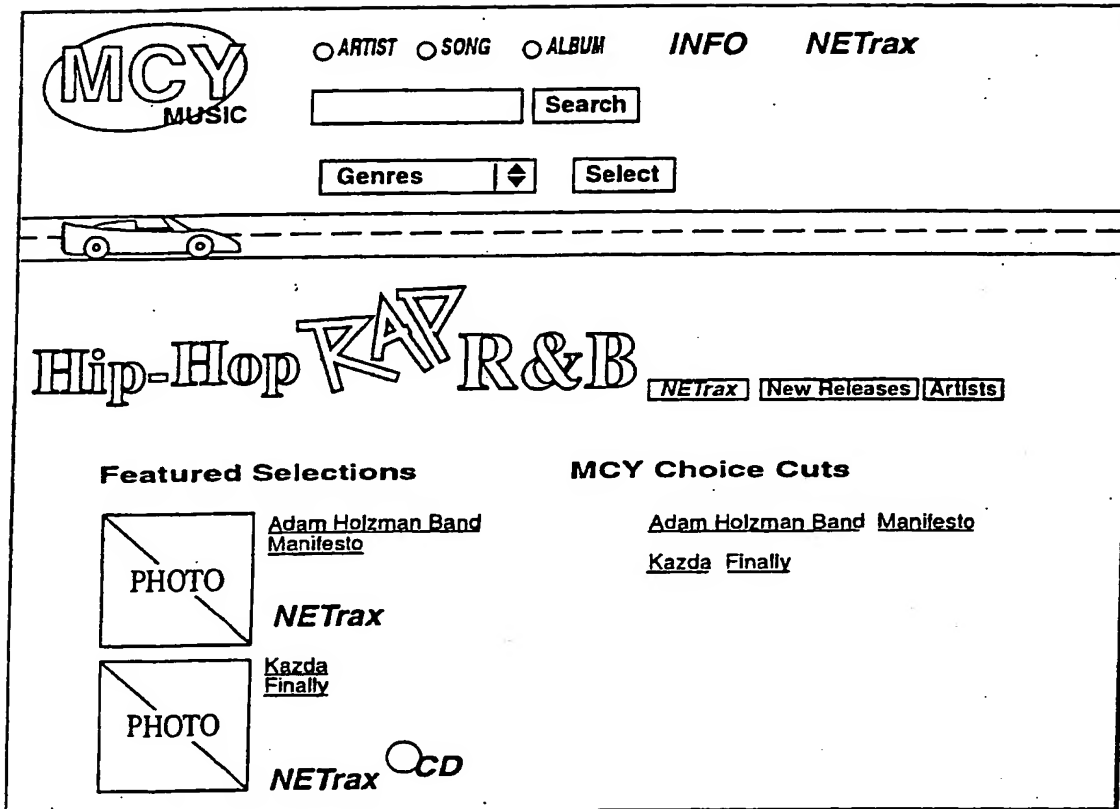 MCY
MUSIC
ARTIST SONG ALBUM INFO NETrax
Search
Genres Select
Hip-Hop RAP R&B NETrax New Releases Artists
Featured Selections
Adam Holzman Band
Manifesto
PHOTO
NETrax
Kazda
Finally
PHOTO
NETrax CD
MCY Choice Cuts
Adam Holzman Band Manifesto
Kazda Finally